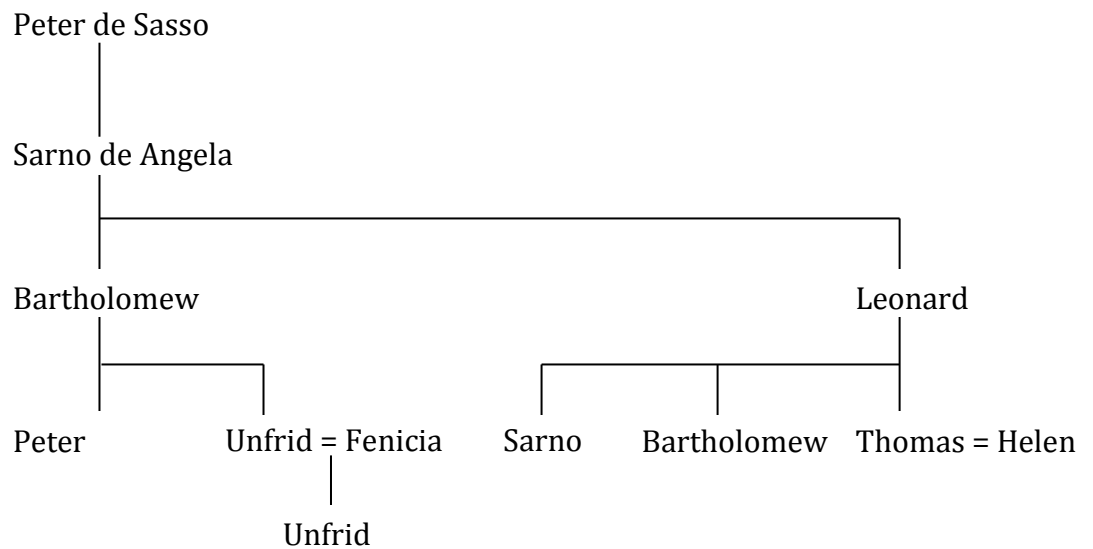 Peter de Sasso
Sarno de Angela
Bartholomew Leonard
Peter Unfrid = Fenicia Sarno Bartholomew Thomas = Helen
Unfrid